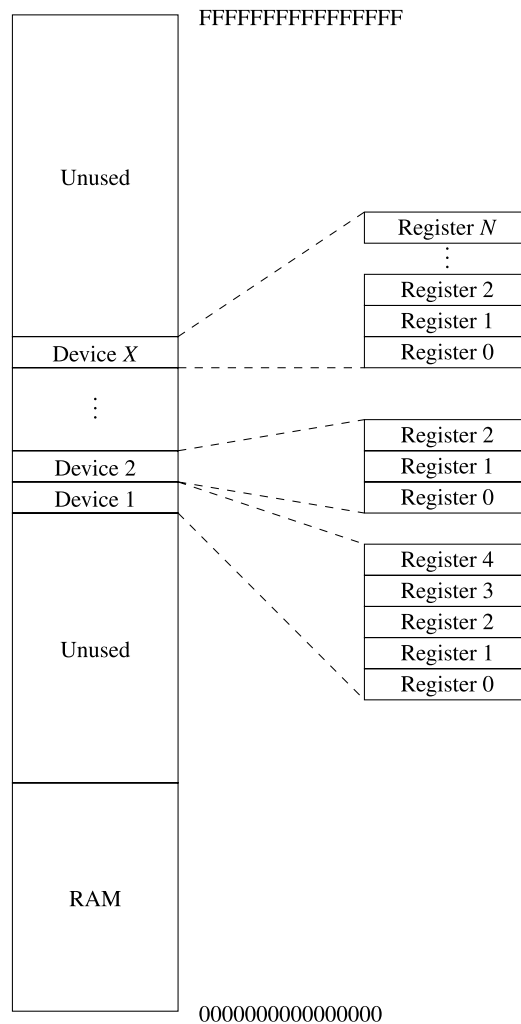 FFFFFFFFFFFFFFFF
Unused
Device X
⋮
Device 2
Device 1
Unused
RAM
0000000000000000
Register N
⋮
Register 2
Register 1
Register 0
Register 2
Register 1
Register 0
Register 4
Register 3
Register 2
Register 1
Register 0